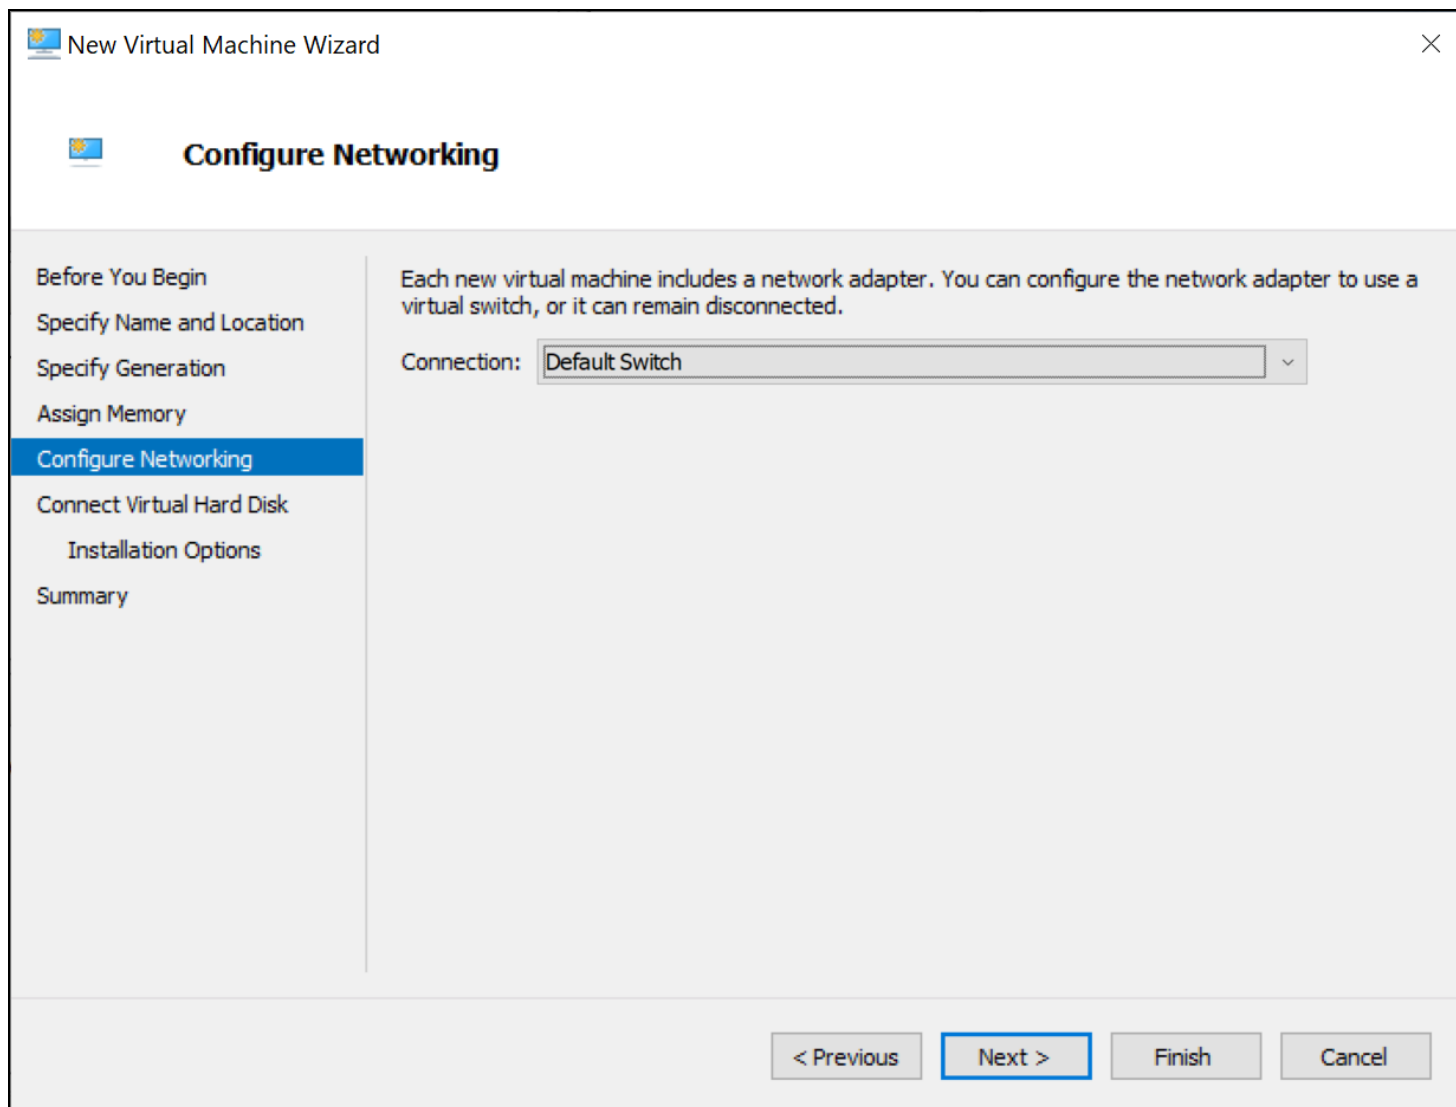 New Virtual Machine Wizard
Configure Networking
Before You Begin
Specify Name and Location
Specify Generation
Assign Memory
Configure Networking
Connect Virtual Hard Disk
Installation Options
Summary
Each new virtual machine includes a network adapter. You can configure the network adapter to use a
virtual switch, or it can remain disconnected.
Connection: Default Switch
< Previous
Next >
Finish
Cancel